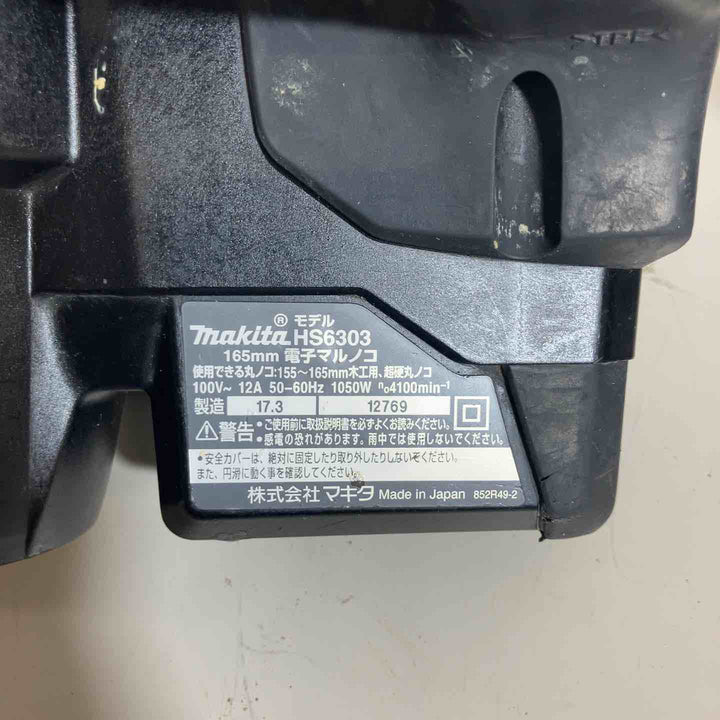 >TPE<
makita® モデル HS6303
165mm 電子マルノコ
使用できる丸ノコ:155～165mm木工用、超硬丸ノコ
100V～ 12A 50-60Hz 1050W n₀4100min⁻¹
製造 17.3 12769
⚠警告 •ご使用前に取扱説明書を必ずよくお読みください。
•感電の恐れがあります。雨中では使用しないでください。
•安全カバーは、絶対に固定したり取り外したりしないでください。
また、円滑に動く事を確認してください。
株式会社 マキタ Made in Japan 852R49-2